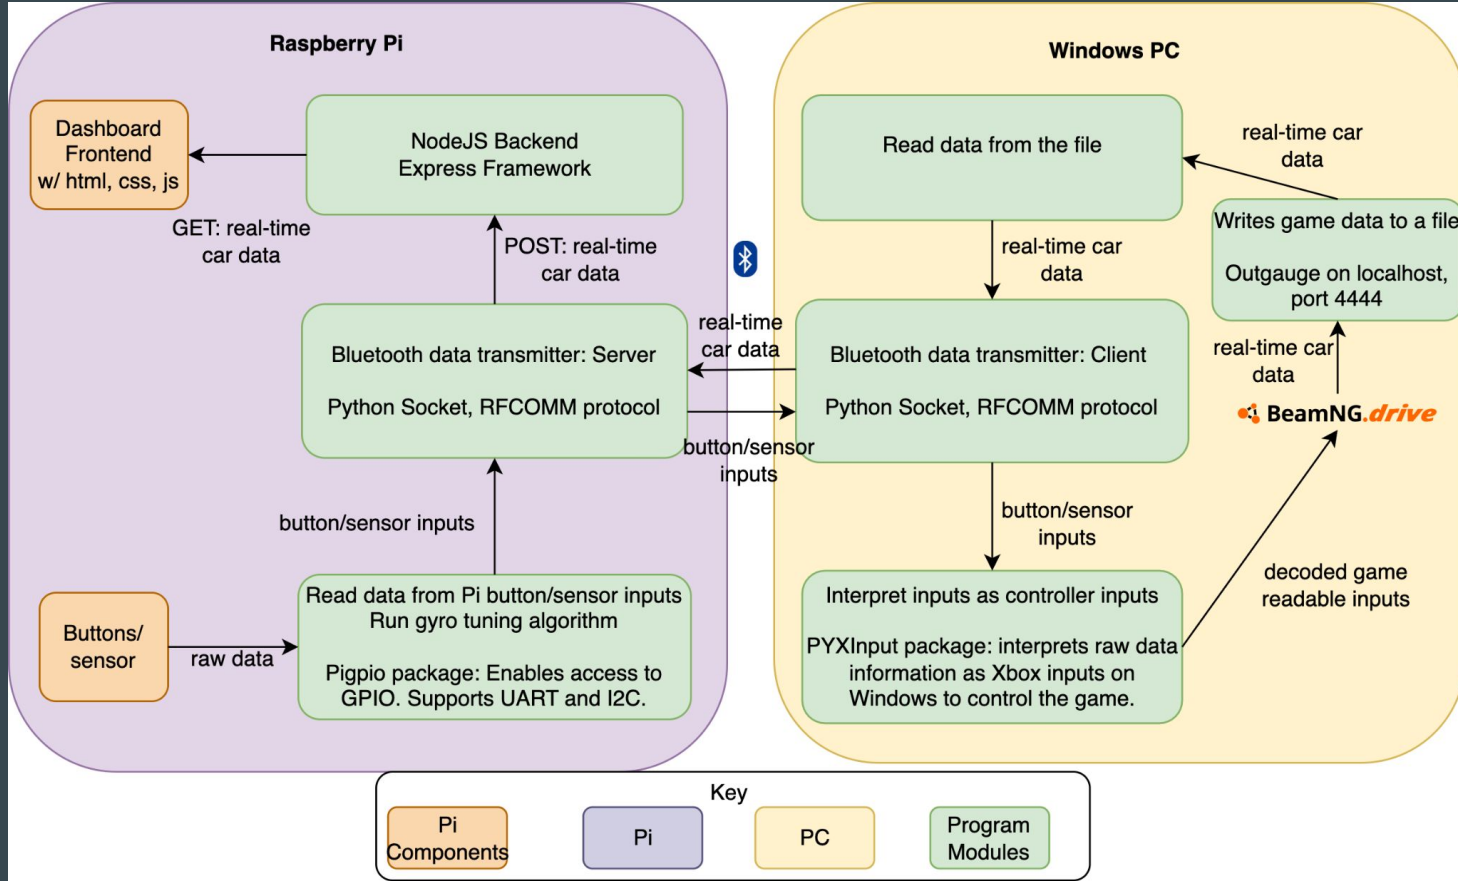 Raspberry Pi
Windows PC
Dashboard
Frontend
w/ html, css, js
NodeJS Backend
Express Framework
GET: real-time
car data
POST: real-time
car data
Read data from the file
real-time car
data
Writes game data to a file
Outgauge on localhost,
port 4444
real-time car
data
real-time car
data
BeamNG.drive
Bluetooth data transmitter: Server
Python Socket, RFCOMM protocol
real-time
car data
button/sensor
inputs
Bluetooth data transmitter: Client
Python Socket, RFCOMM protocol
button/sensor inputs
button/sensor
inputs
Buttons/
sensor
raw data
Read data from Pi button/sensor inputs
Run gyro tuning algorithm
Pigpio package: Enables access to
GPIO. Supports UART and I2C.
Interpret inputs as controller inputs
PYXInput package: interprets raw data
information as Xbox inputs on
Windows to control the game.
decoded game
readable inputs
Key
Pi
Components
Pi
PC
Program
Modules